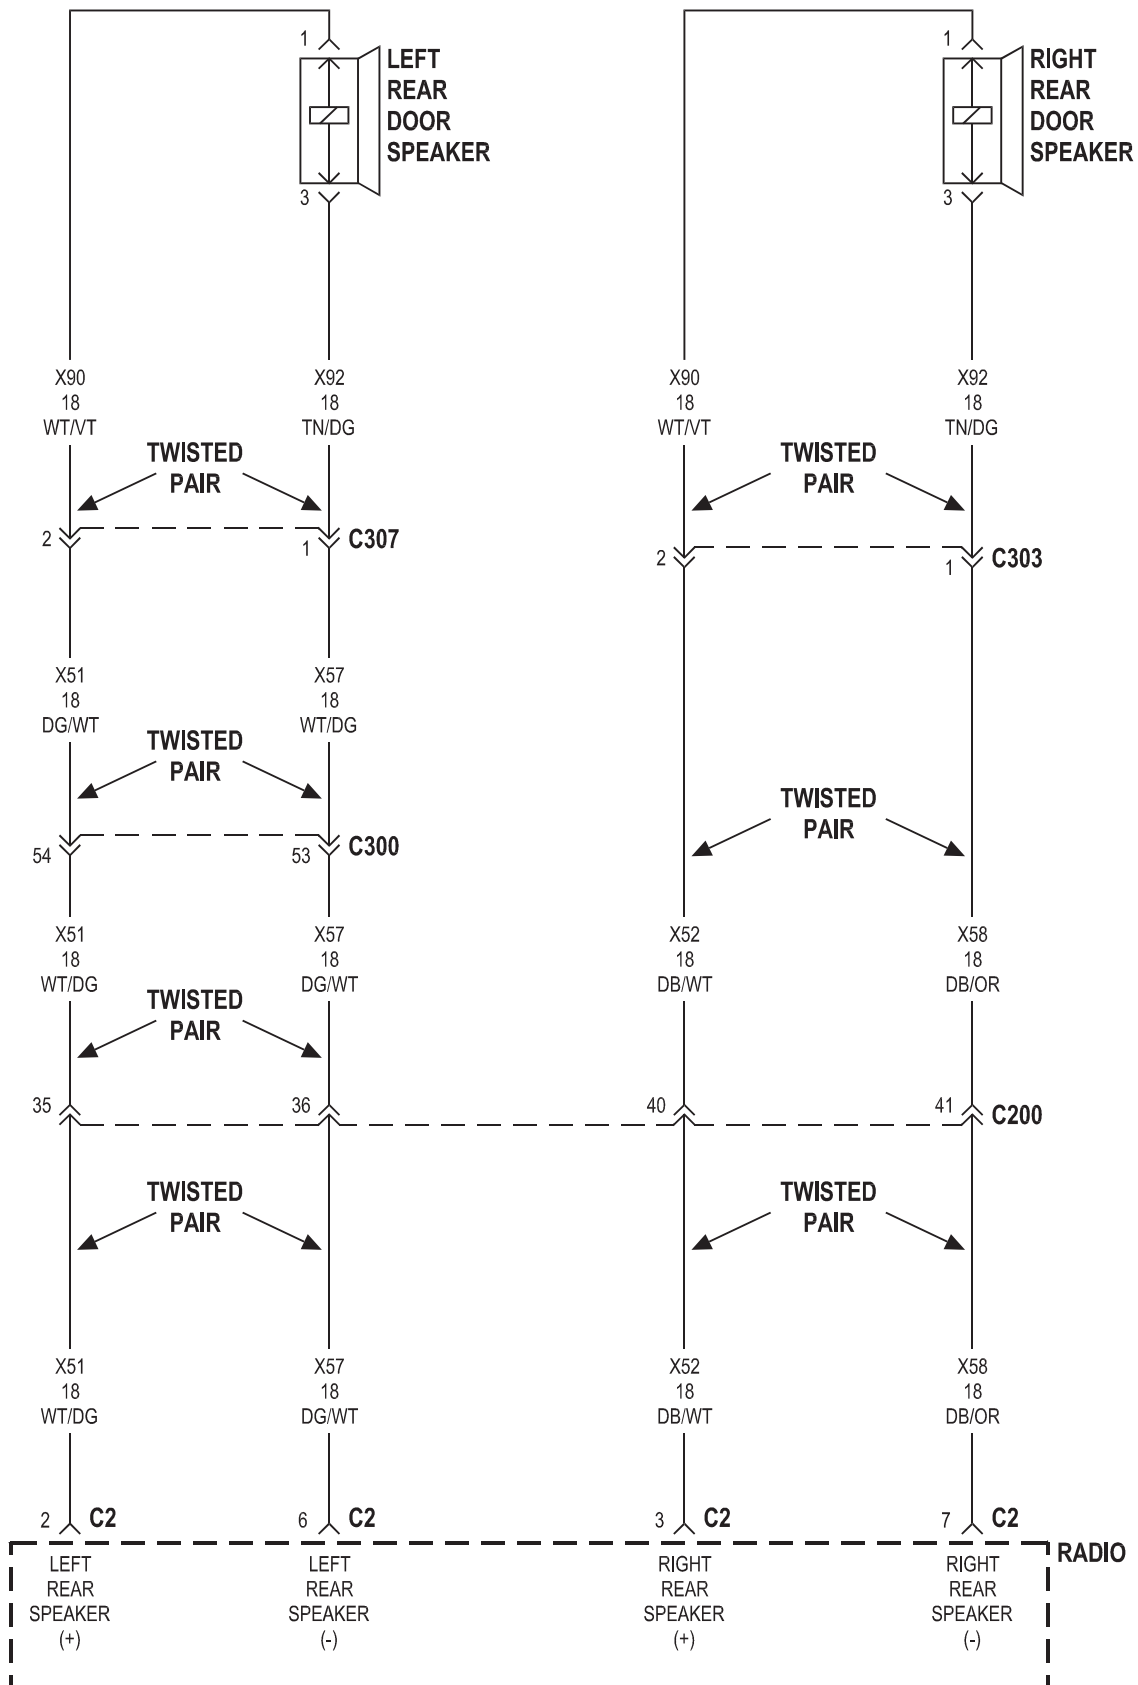 1
LEFT
REAR
DOOR
SPEAKER
3
1
RIGHT
REAR
DOOR
SPEAKER
3
X90
18
WT/VT
X92
18
TN/DG
X90
18
WT/VT
X92
18
TN/DG
TWISTED
PAIR
TWISTED
PAIR
2
1
C307
2
1
C303
X51
18
DG/WT
X57
18
WT/DG
TWISTED
PAIR
TWISTED
PAIR
54
53
C300
X51
18
WT/DG
X57
18
DG/WT
X52
18
DB/WT
X58
18
DB/OR
TWISTED
PAIR
35
36
40
41
C200
TWISTED
PAIR
TWISTED
PAIR
X51
18
WT/DG
X57
18
DG/WT
X52
18
DB/WT
X58
18
DB/OR
2
C2
6
C2
3
C2
7
C2
RADIO
LEFT
REAR
SPEAKER
(+)
LEFT
REAR
SPEAKER
(-)
RIGHT
REAR
SPEAKER
(+)
RIGHT
REAR
SPEAKER
(-)